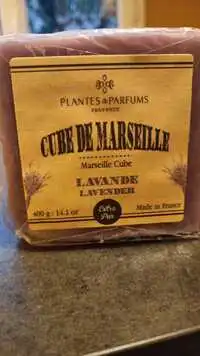 PLANTES & PARFUMS
PROVENCE
CUBE DE MARSEILLE
Marseille Cube
LAVANDE
LAVENDER
400 g : 14.1 oz
Extra
Pur
Made in France